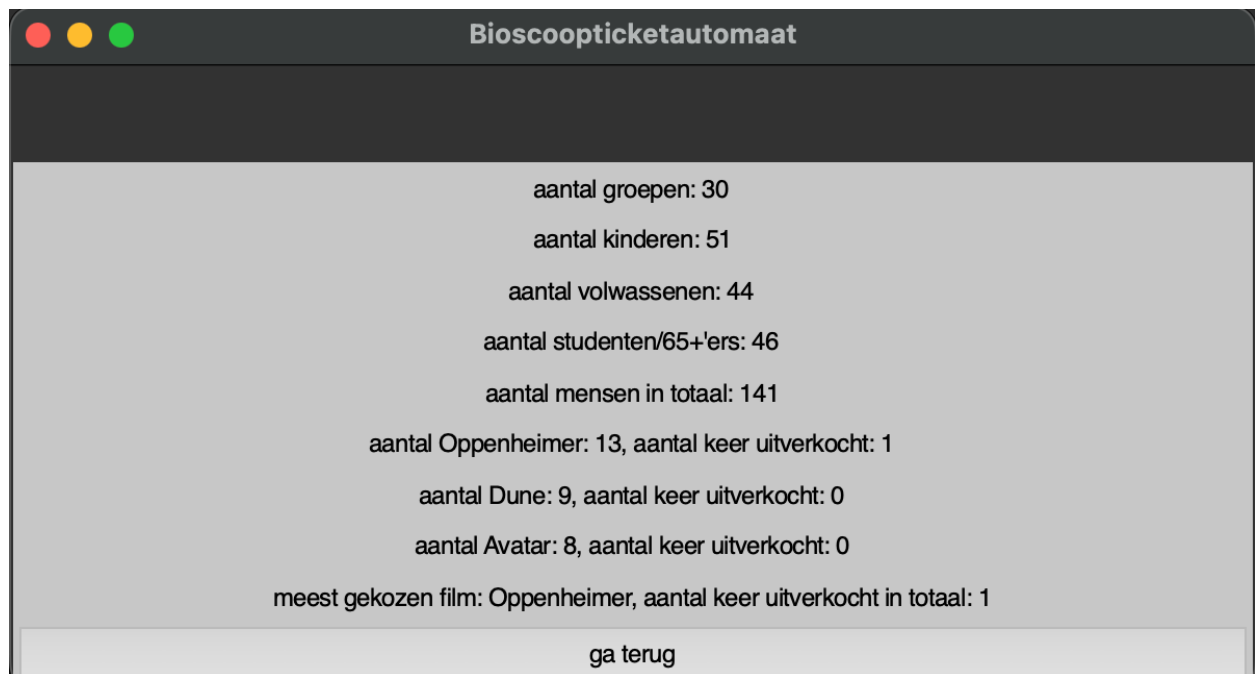 Bioscoopticketautomaat
aantal groepen: 30
aantal kinderen: 51
aantal volwassenen: 44
aantal studenten/65+'ers: 46
aantal mensen in totaal: 141
aantal Oppenheimer: 13, aantal keer uitverkocht: 1
aantal Dune: 9, aantal keer uitverkocht: 0
aantal Avatar: 8, aantal keer uitverkocht: 0
meest gekozen film: Oppenheimer, aantal keer uitverkocht in totaal: 1
ga terug